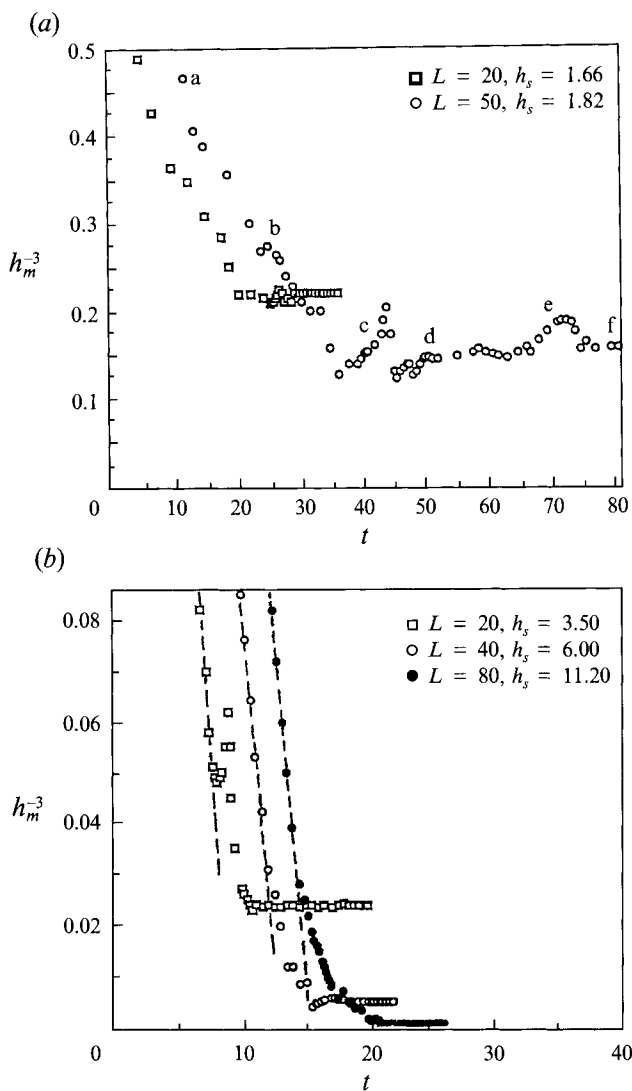 (a)
0.5
0.4
0.3
0.2
0.1
0
h_m^{-3}
a
b
c
d
e
f
□ L = 20, h_s = 1.66
○ L = 50, h_s = 1.82
10 20 30 40 50 60 70 80
t
(b)
0.08
0.06
0.04
0.02
0
h_m^{-3}
□ L = 20, h_s = 3.50
○ L = 40, h_s = 6.00
● L = 80, h_s = 11.20
10 20 30 40
t